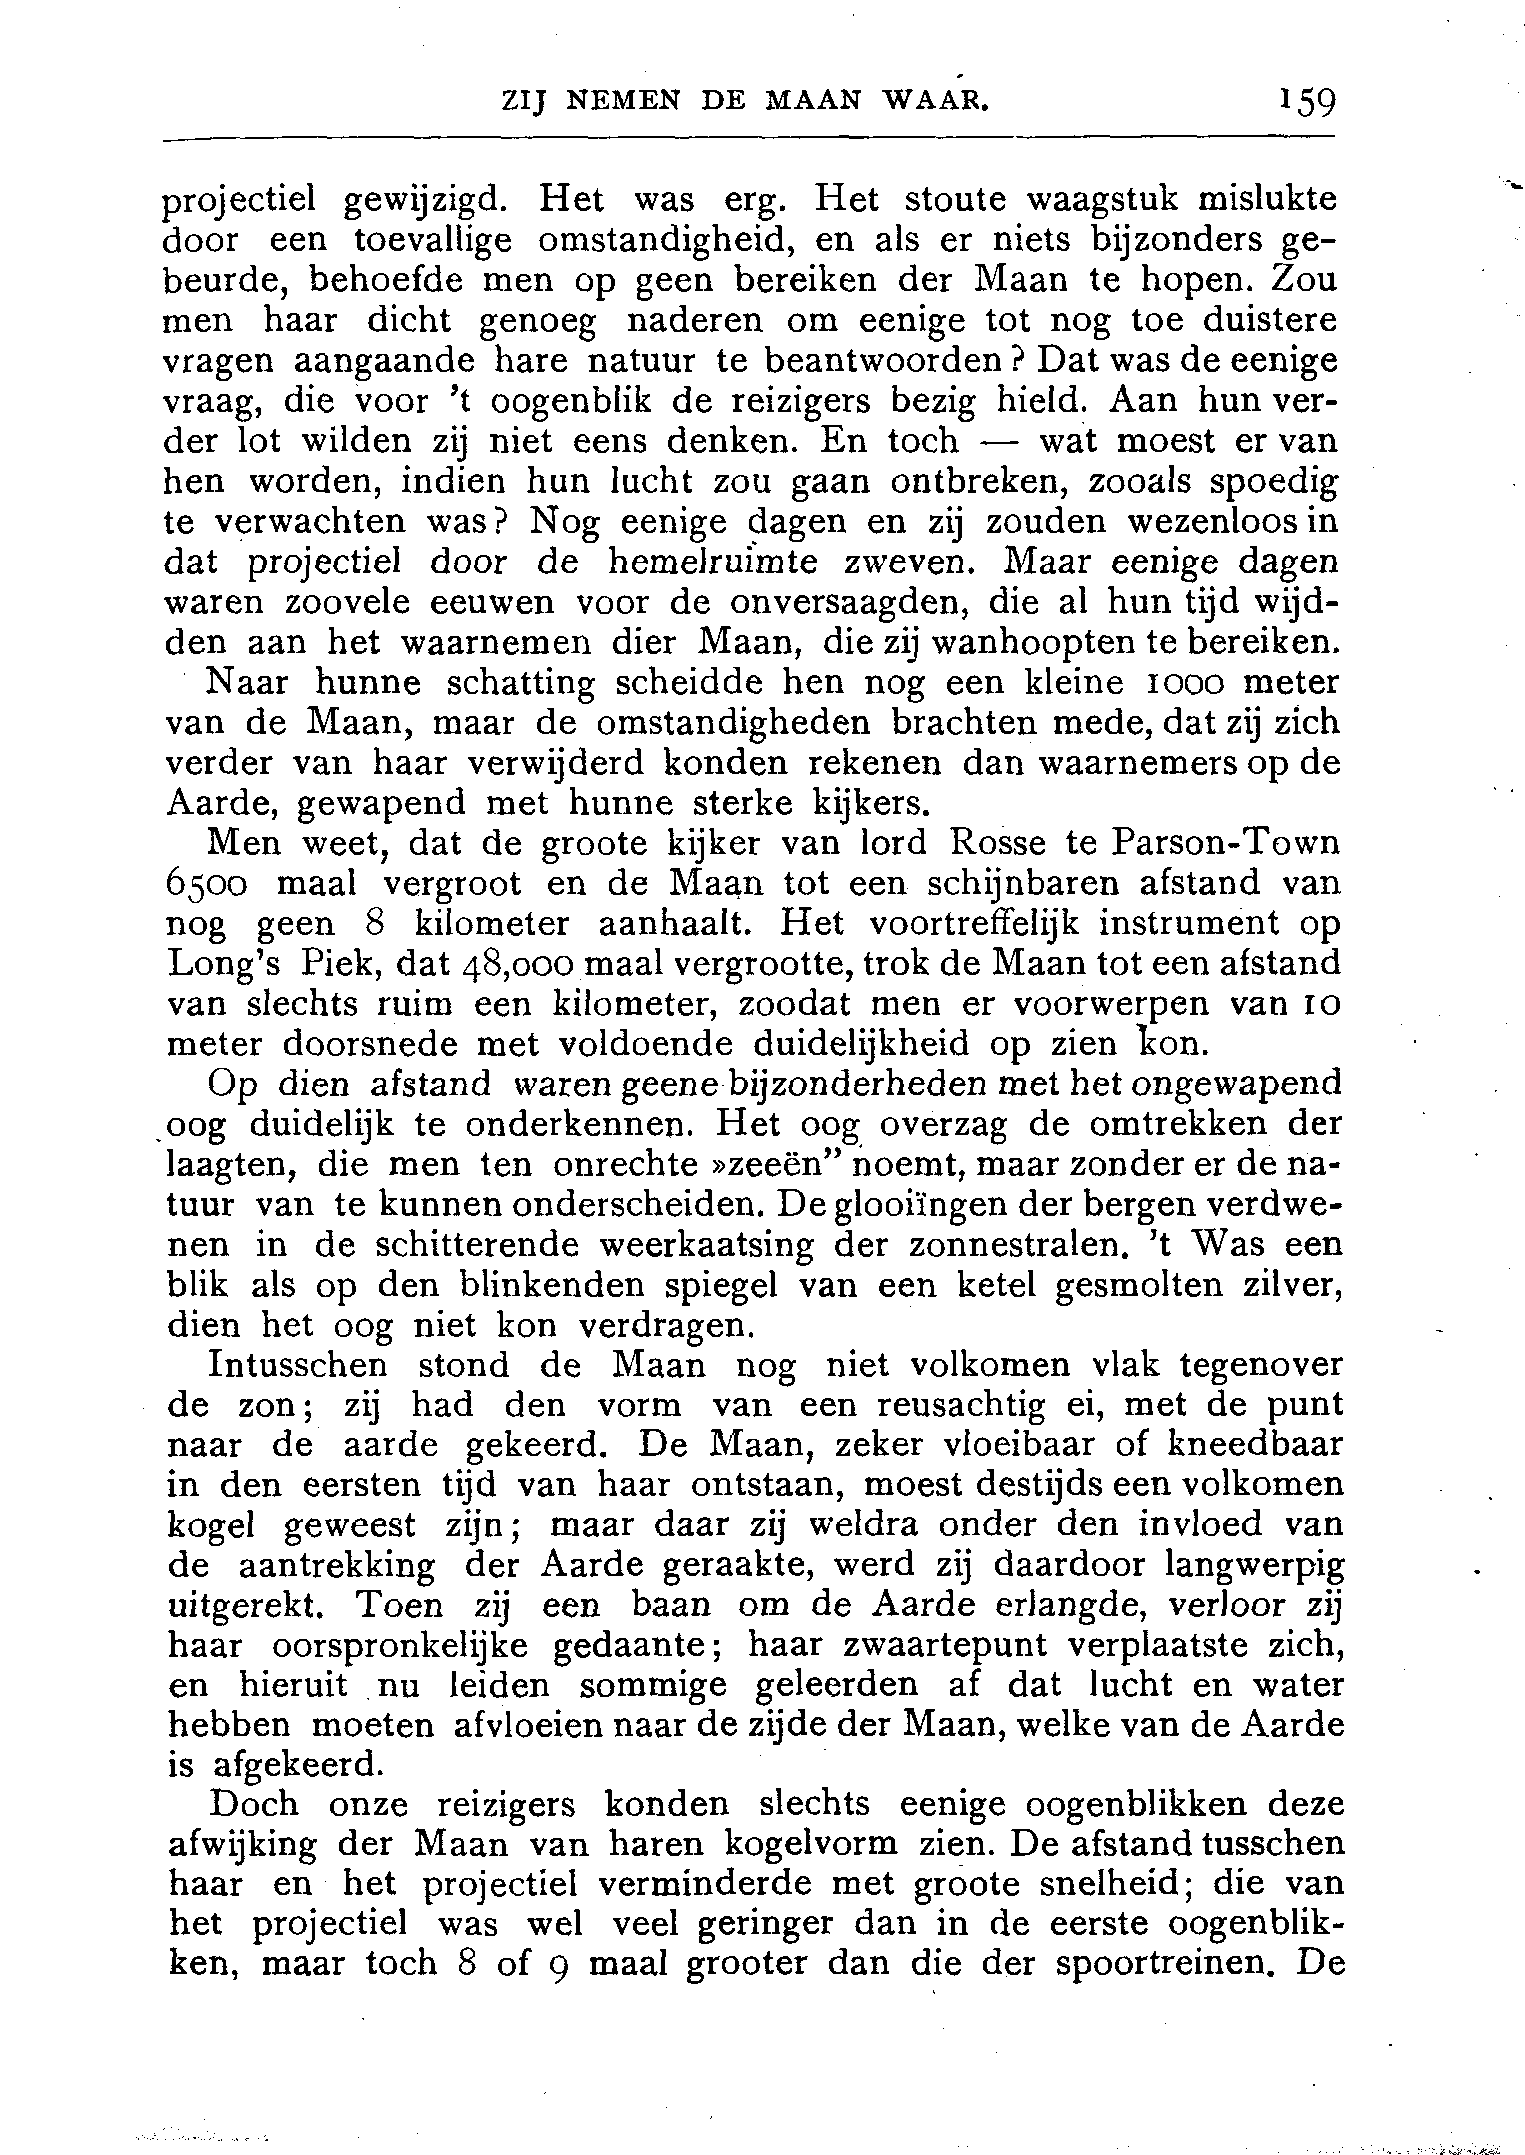 ZIJ NEMEN DE MAAN WAAR. 159
projectiel gewijzigd. Het was erg. Het stoute waagstuk mislukte
door een toevallige omstandigheid, en als er niets bijzonders ge-
beurde, behoefde men op geen bereiken der Maan te hopen. Zou
men haar dicht genoeg naderen om eenige tot nog toe duistere
vragen aangaande hare natuur te beantwoorden? Dat was de eenige
vraag, die voor 't oogenblik de reizigers bezig hield. Aan hun ver-
der lot wilden zij niet eens denken. En toch — wat moest er van
hen worden, indien hun lucht zou gaan ontbreken, zooals spoedig
te verwachten was? Nog eenige dagen en zij zouden wezenloos in
dat projectiel door de hemelruimte zweven. Maar eenige dagen
waren zoovele eeuwen voor de onversaagden, die al hun tijd wijd-
den aan het waarnemen dier Maan, die zij wanhoopten te bereiken.
Naar hunne schatting scheidde hen nog een kleine 1000 meter
van de Maan, maar de omstandigheden brachten mede, dat zij zich
verder van haar verwijderd konden rekenen dan waarnemers op de
Aarde, gewapend met hunne sterke kijkers.
Men weet, dat de groote kijker van lord Rosse te Parson-Town
6500 maal vergroot en de Maan tot een schijnbaren afstand van
nog geen 8 kilometer aanhaalt. Het voortreffelijk instrument op
Long's Piek, dat 48,000 maal vergrootte, trok de Maan tot een afstand
van slechts ruim een kilometer, zoodat men er voorwerpen van 10
meter doorsnede met voldoende duidelijkheid op zien kon.
Op dien afstand waren geene bijzonderheden met het ongewapend
oog duidelijk te onderkennen. Het oog overzag de omtrekken der
laagten, die men ten onrechte »zeeën" noemt, maar zonder er de na-
tuur van te kunnen onderscheiden. De glooiïngen der bergen verdwe-
nen in de schitterende weerkaatsing der zonnestralen. 't Was een
blik als op den blinkenden spiegel van een ketel gesmolten zilver,
dien het oog niet kon verdragen.
Intusschen stond de Maan nog niet volkomen vlak tegenover
de zon; zij had den vorm van een reusachtig ei, met de punt
naar de aarde gekeerd. De Maan, zeker vloeibaar of kneedbaar
in den eersten tijd van haar ontstaan, moest destijds een volkomen
kogel geweest zijn; maar daar zij weldra onder den invloed van
de aantrekking der Aarde geraakte, werd zij daardoor langwerpig
uitgerekt. Toen zij een baan om de Aarde erlangde, verloor zij
haar oorspronkelijke gedaante; haar zwaartepunt verplaatste zich,
en hieruit nu leiden sommige geleerden af dat lucht en water
hebben moeten afvloeien naar de zijde der Maan, welke van de Aarde
is afgekeerd.
Doch onze reizigers konden slechts eenige oogenblikken deze
afwijking der Maan van haren kogelvorm zien. De afstand tusschen
haar en het projectiel verminderde met groote snelheid; die van
het projectiel was wel veel geringer dan in de eerste oogenblik-
ken, maar toch 8 of 9 maal grooter dan die der spoortreinen. De